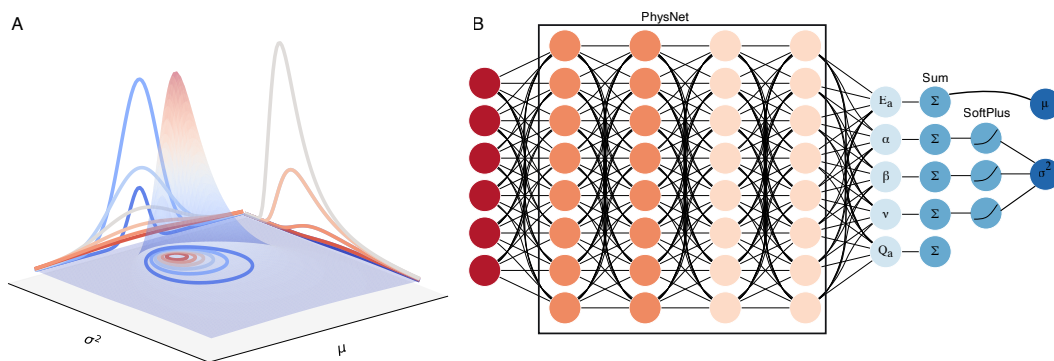 A
σ²
μ
B
PhysNet
Sum
SoftPlus
Eₐ
Σ
μ
α
Σ
β
Σ
σ²
ν
Σ
Qₐ
Σ